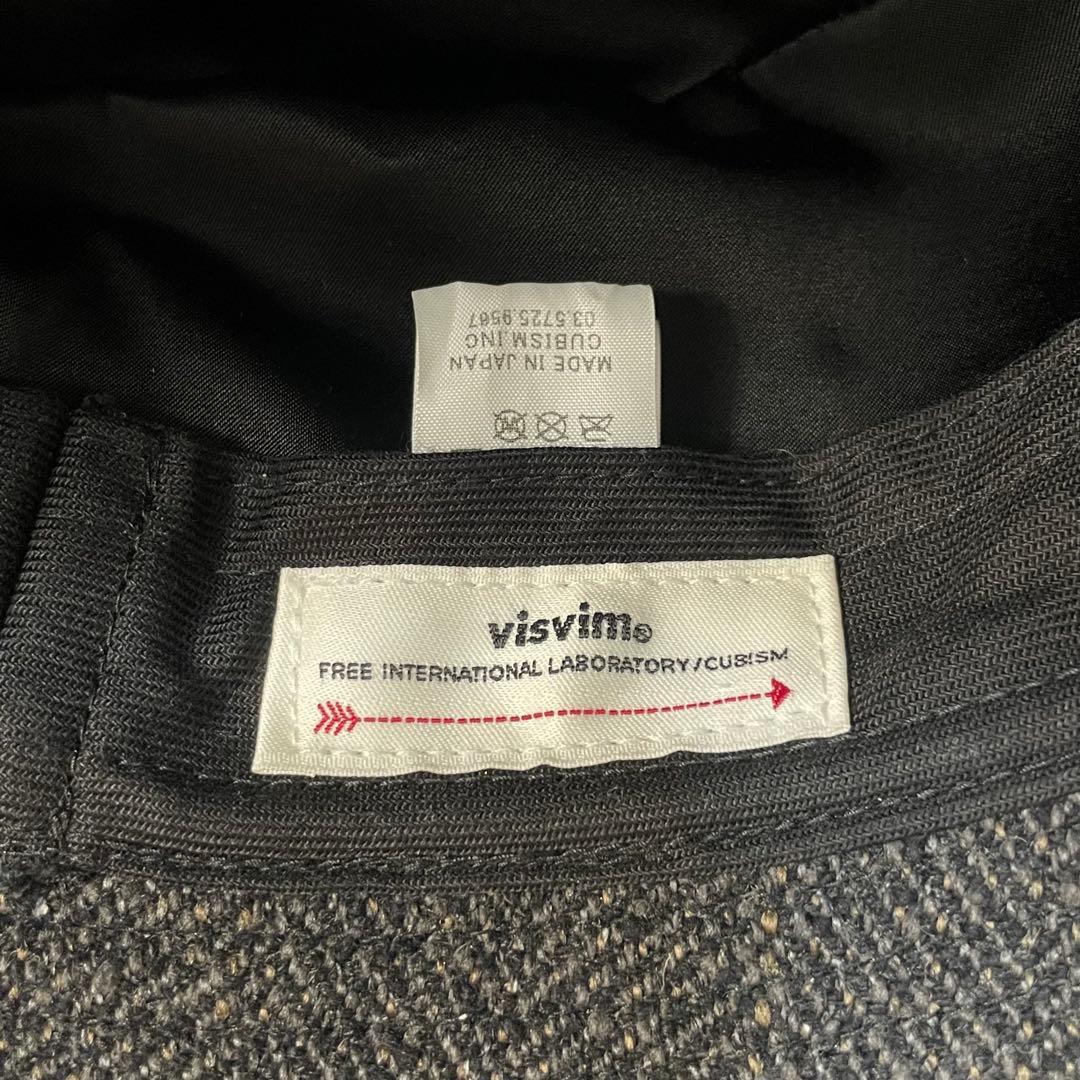 03.5725.9567
CUBISM.INC
MADE IN JAPAN
visvim®
FREE INTERNATIONAL LABORATORY/CUBISM